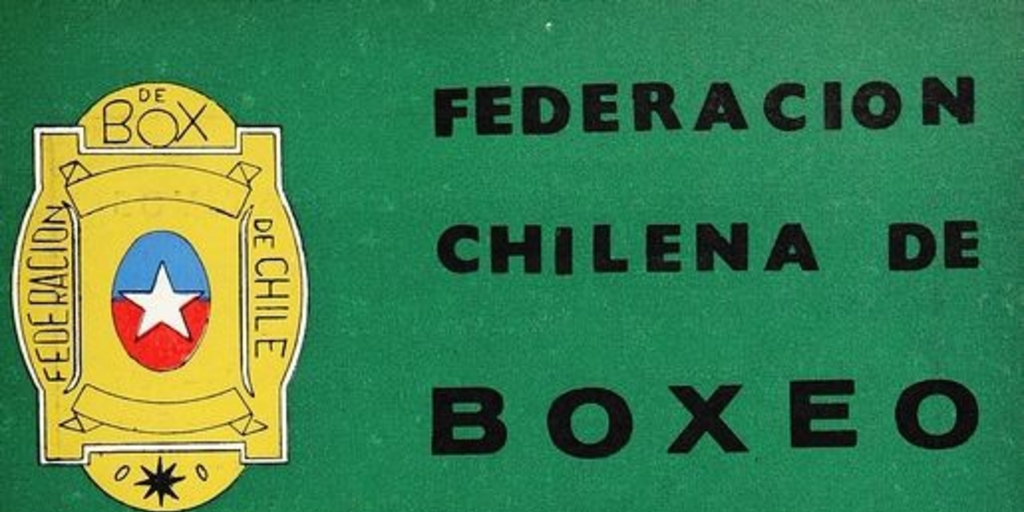 DE
BOX
FEDERACION
DE CHILE
FEDERACION
CHILENA DE
BOXEO